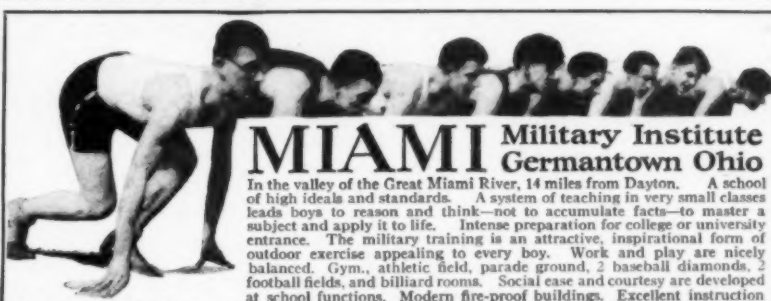 MIAMI Military Institute
Germantown Ohio
In the valley of the Great Miami River, 14 miles from Dayton. A school
of high ideals and standards. A system of teaching in very small classes
leads boys to reason and think—not to accumulate facts—to master a
subject and apply it to life. Intense preparation for college or university
entrance. The military training is an attractive, inspirational form of
outdoor exercise appealing to every boy. Work and play are nicely
balanced. Gym., athletic field, parade ground, 2 baseball diamonds, 2
football fields, and billiard rooms. Social ease and courtesy are developed
at school functions. Modern fire-proof buildings. Excellent instruction